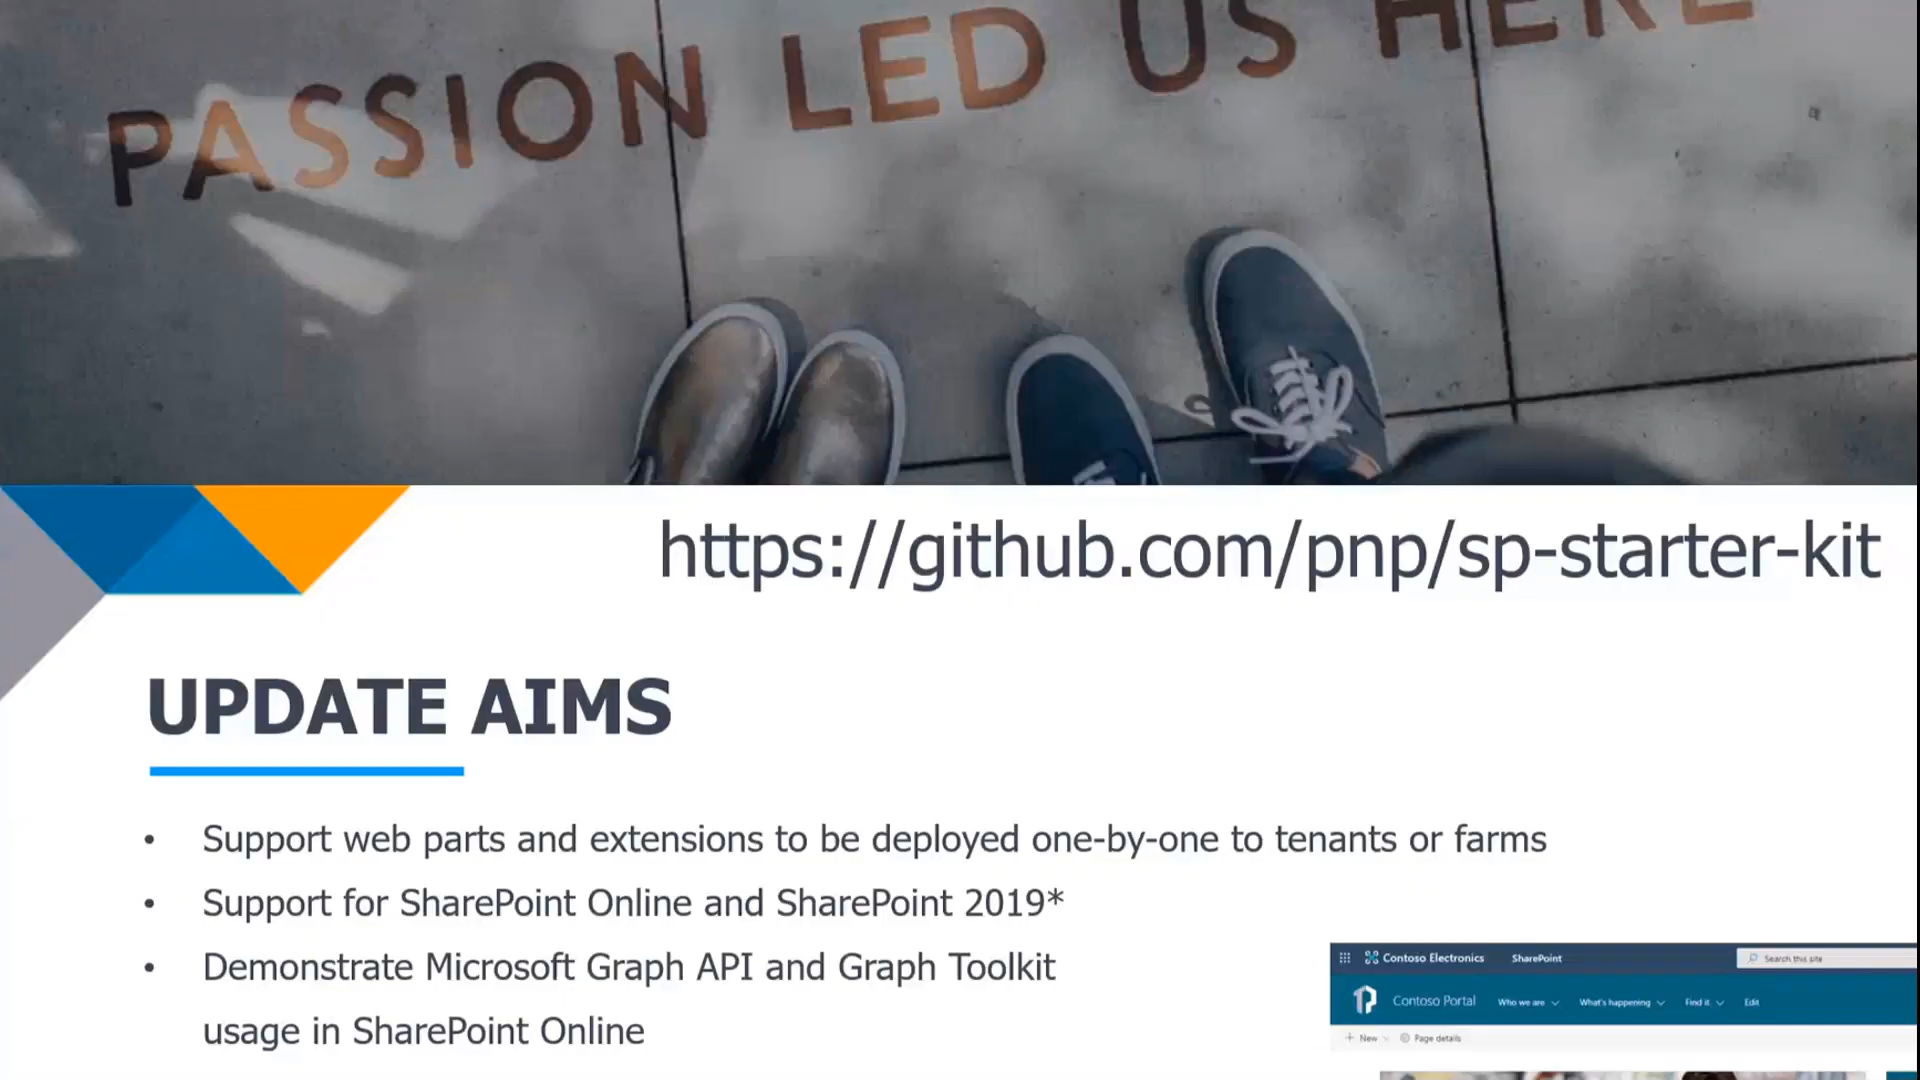 PASSION LED US HERE
https://github.com/pnp/sp-starter-kit
UPDATE AIMS
• Support web parts and extensions to be deployed one-by-one to tenants or farms
• Support for SharePoint Online and SharePoint 2019*
• Demonstrate Microsoft Graph API and Graph Toolkit
usage in SharePoint Online
Contoso Electronics SharePoint Search this site
Contoso Portal Who we are What's happening Find it Edit
+ New Page details